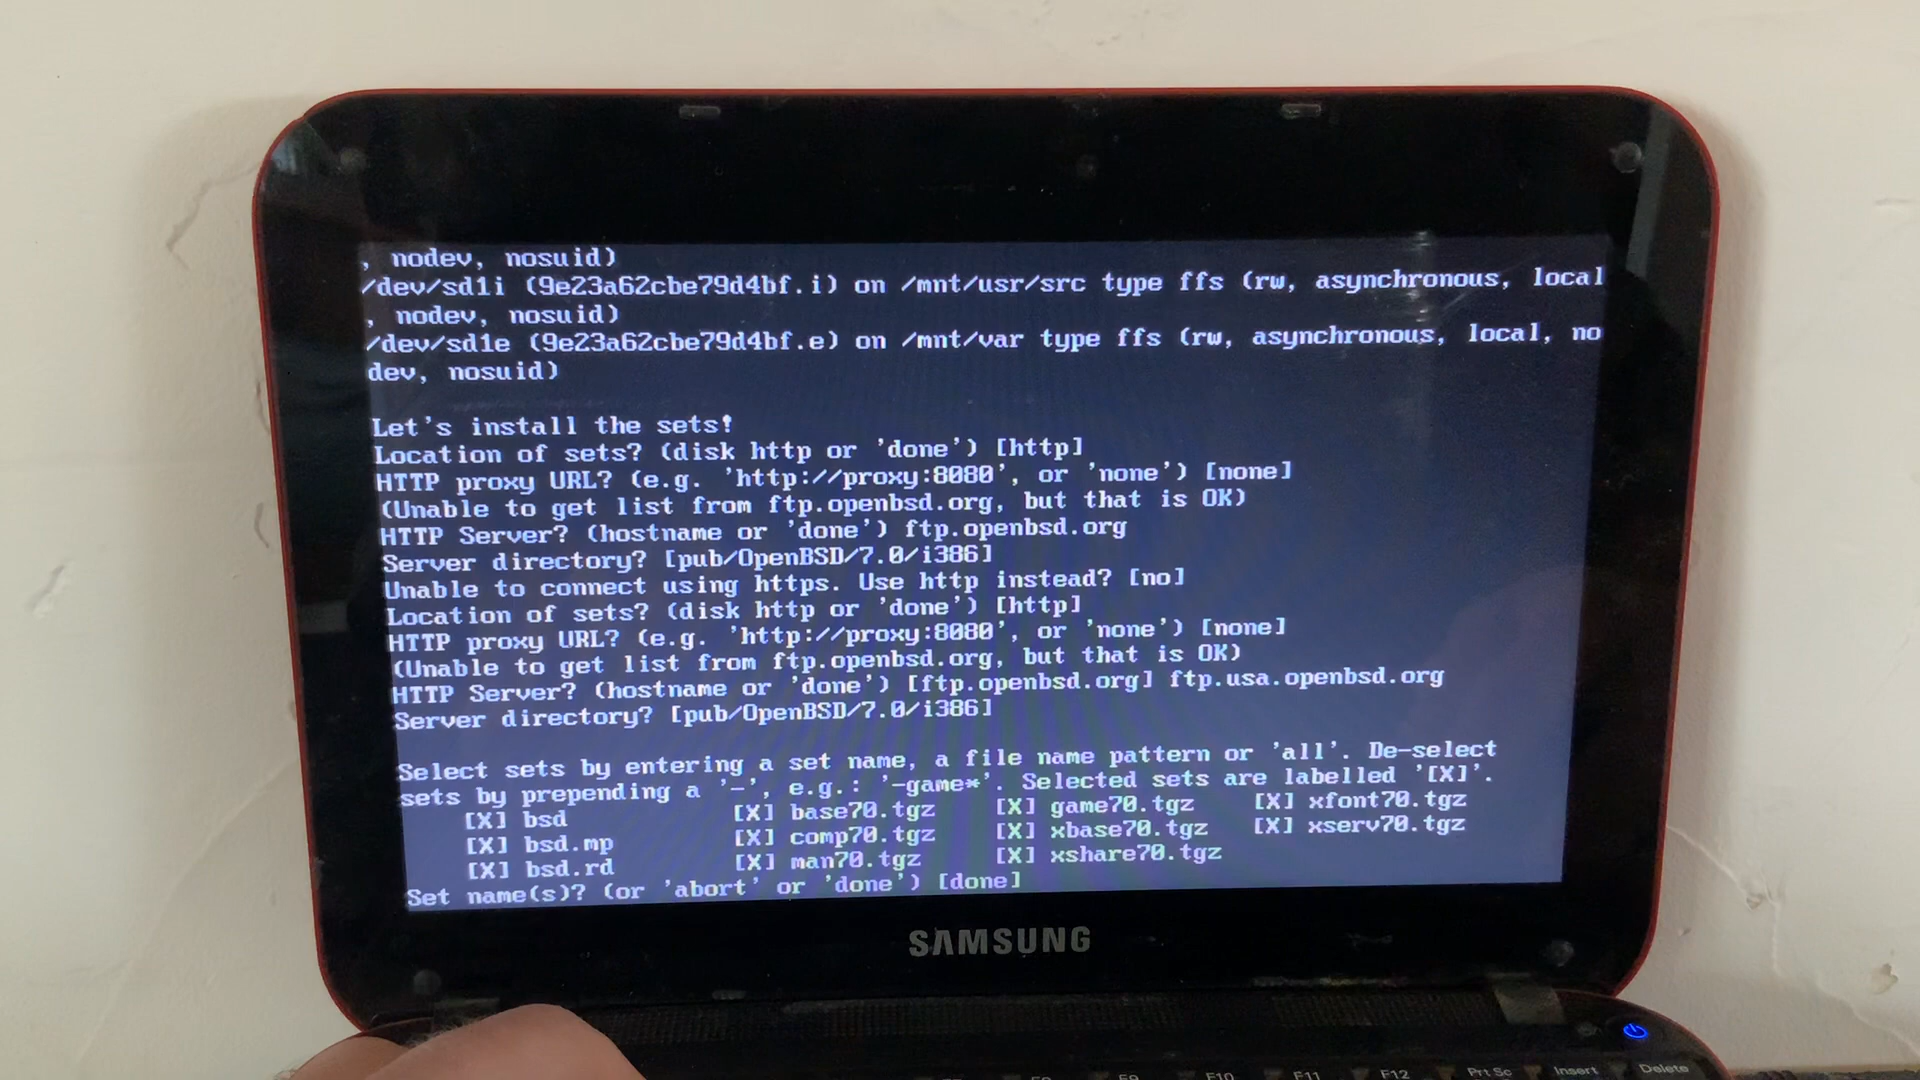 , nodev, nosuid)
/dev/sd1i (9e23a62cbe79d4bf.i) on /mnt/usr/src type ffs (rw, asynchronous, local
, nodev, nosuid)
/dev/sd1e (9e23a62cbe79d4bf.e) on /mnt/var type ffs (rw, asynchronous, local, no
dev, nosuid)
Let's install the sets!
Location of sets? (disk http or 'done') [http]
HTTP proxy URL? (e.g. 'http://proxy:8080', or 'none') [none]
(Unable to get list from ftp.openbsd.org, but that is OK)
HTTP Server? (hostname or 'done') ftp.openbsd.org
Server directory? [pub/OpenBSD/7.0/i386]
Unable to connect using https. Use http instead? [no]
Location of sets? (disk http or 'done') [http]
HTTP proxy URL? (e.g. 'http://proxy:8080', or 'none') [none]
(Unable to get list from ftp.openbsd.org, but that is OK)
HTTP Server? (hostname or 'done') [ftp.openbsd.org] ftp.usa.openbsd.org
Server directory? [pub/OpenBSD/7.0/i386]
Select sets by entering a set name, a file name pattern or 'all'. De-select
sets by prepending a '-', e.g.: '-game*'. Selected sets are labelled '[X]'.
[X] bsd [X] base70.tgz [X] game70.tgz [X] xfont70.tgz
[X] bsd.mp [X] comp70.tgz [X] xbase70.tgz [X] xserv70.tgz
[X] bsd.rd [X] man70.tgz [X] xshare70.tgz
Set name(s)? (or 'abort' or 'done') [done]
SAMSUNG
F9 F10 F11 F12 Prt Sc Insert Delete